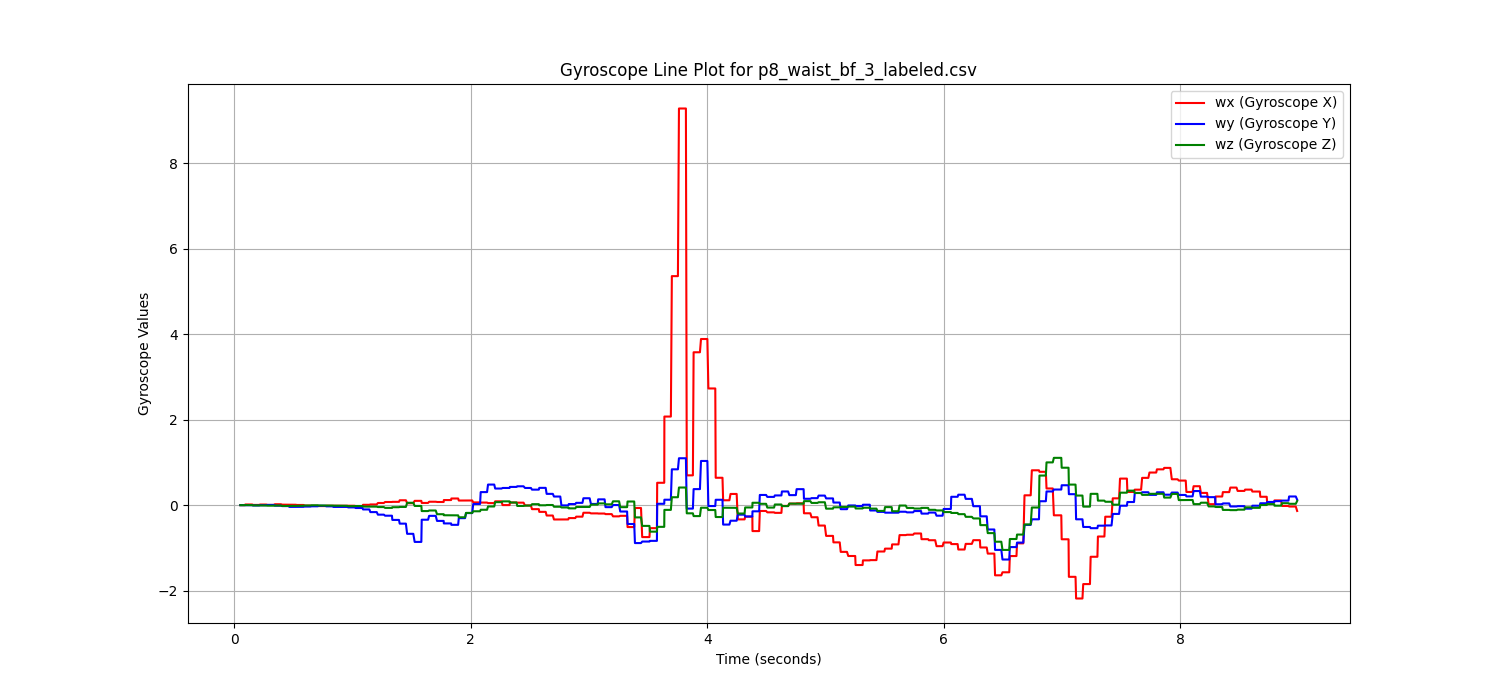 Gyroscope Line Plot for p8_waist_bf_3_labeled.csv
wx (Gyroscope X)
wy (Gyroscope Y)
wz (Gyroscope Z)
Gyroscope Values
8
6
4
2
0
−2
0 2 4 6 8
Time (seconds)